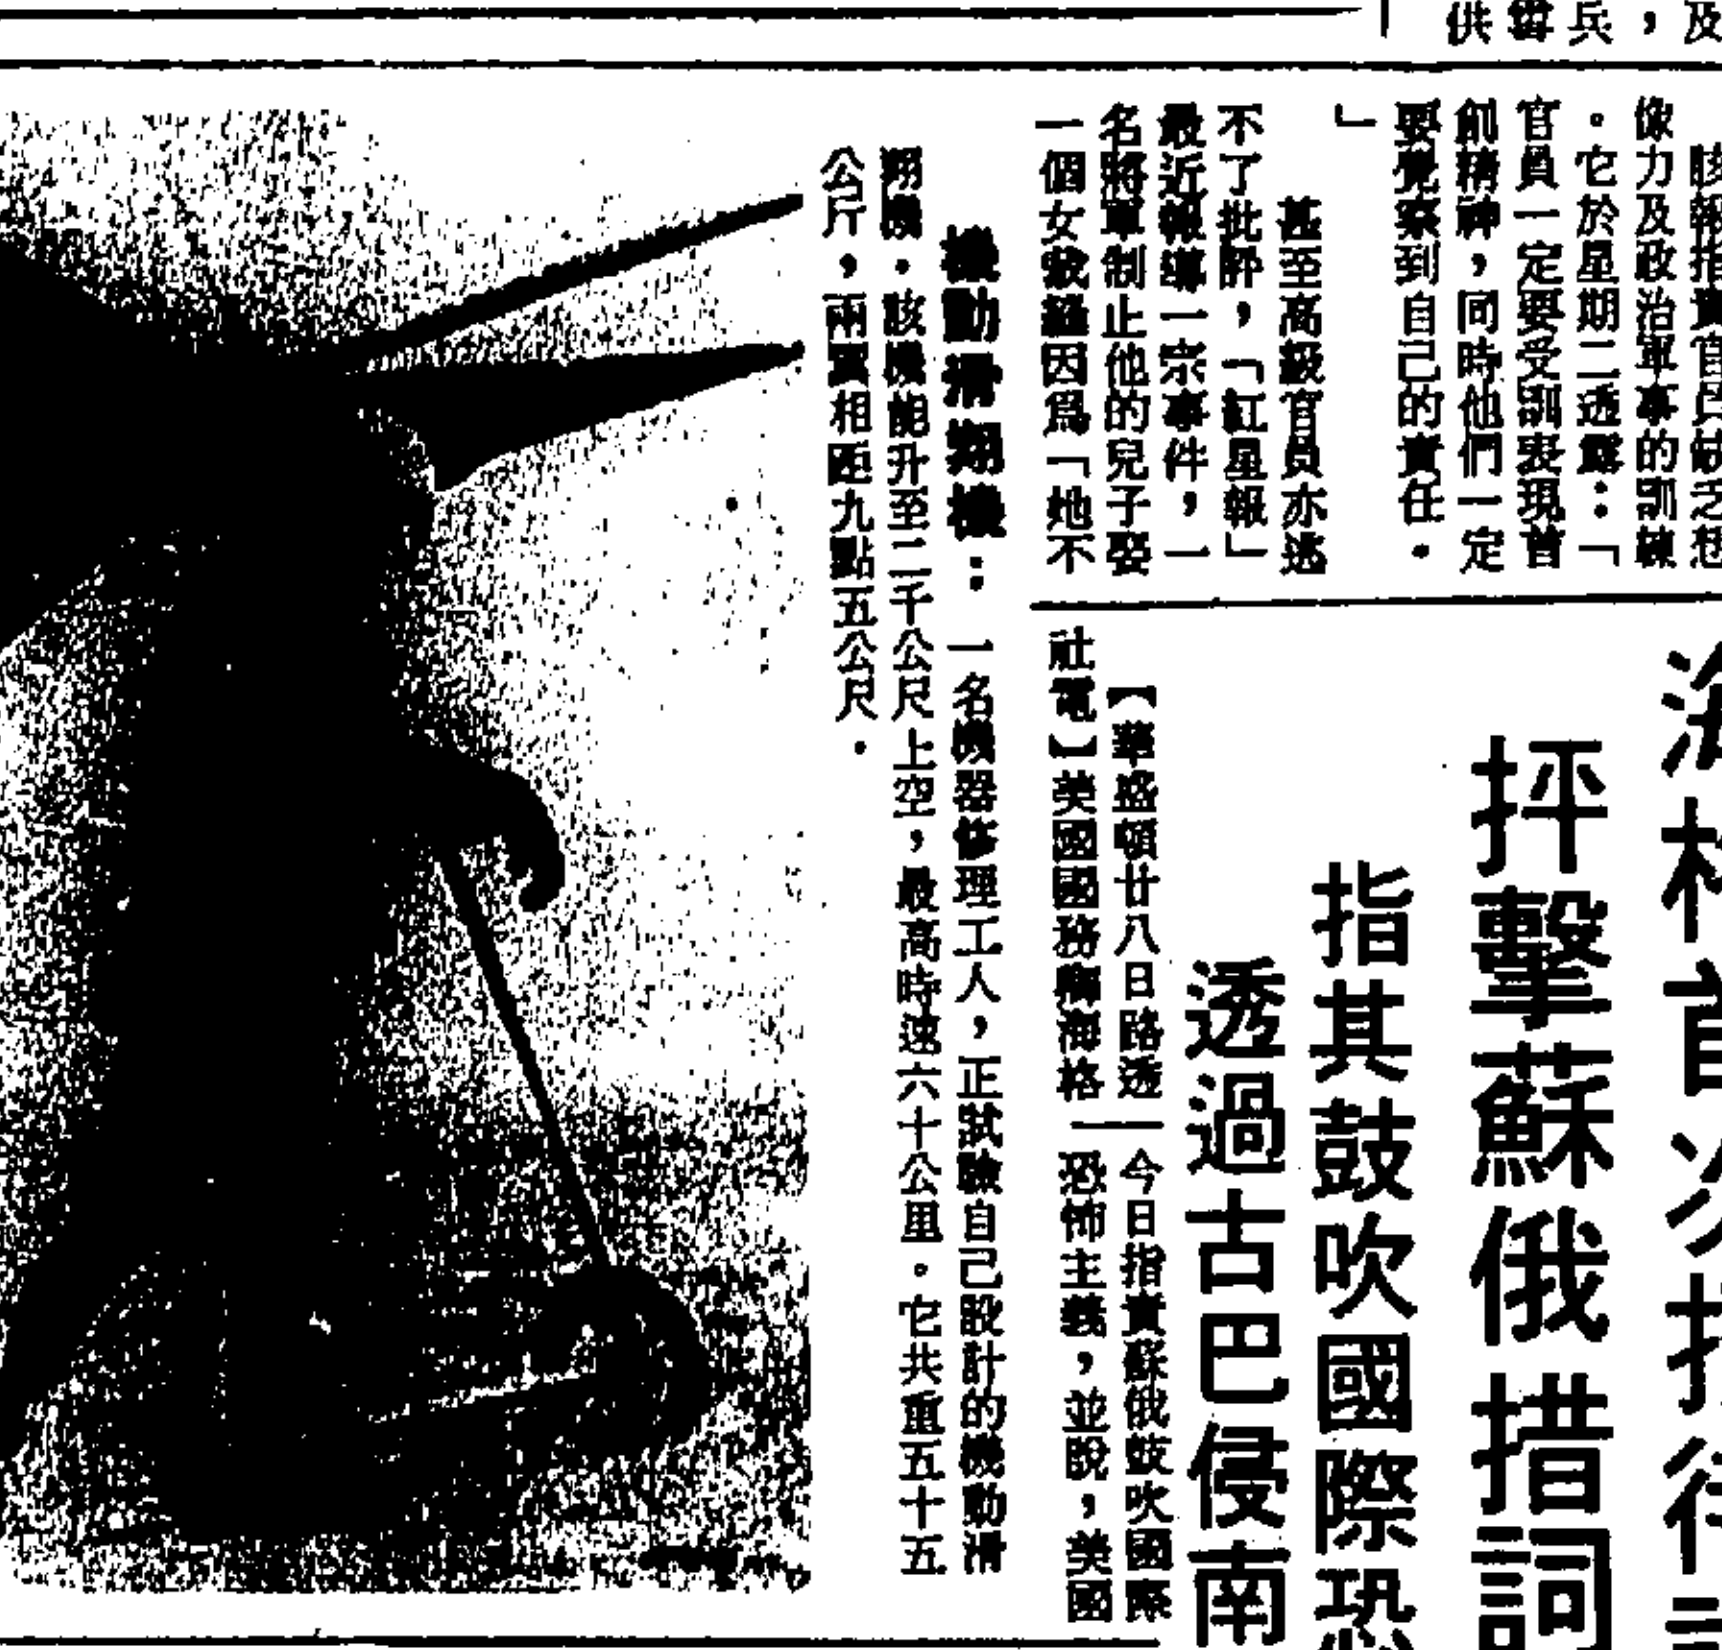 供警兵，及
該報指責官員缺乏想
像力及政治軍事的訓練
。它於星期二透露：「
官員一定要受訓表現首
創精神，同時他們一定
要覺察到自己的責任。
」
甚至高級官員亦逃
不了批評，「紅星報」
最近報導一宗事件，一
名將軍制止他的兒子娶
一個女裁縫因爲「她不
海格首次
抨擊蘇俄措詞
指其鼓吹國際恐
透過古巴侵南
【華盛頓廿八日路透
社電】美國國務卿海格
今日指責蘇俄鼓吹國際
恐怖主義，並說，美國
機動滑翔機：一名機器修理工人，正試驗自己設計的機動滑
翔機。該機能升至二千公尺上空，最高時速六十公里。它共重五十五
公斤，兩翼相距九點五公尺。